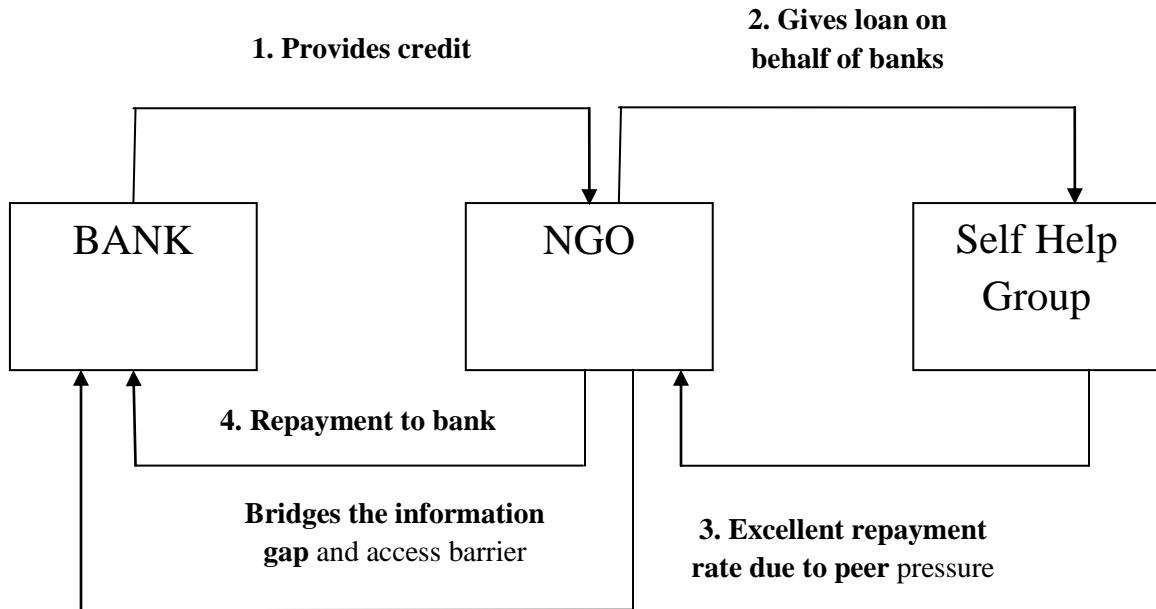 1. Provides credit
2. Gives loan on
behalf of banks
BANK
NGO
Self Help
Group
4. Repayment to bank
Bridges the information
gap and access barrier
3. Excellent repayment
rate due to peer pressure